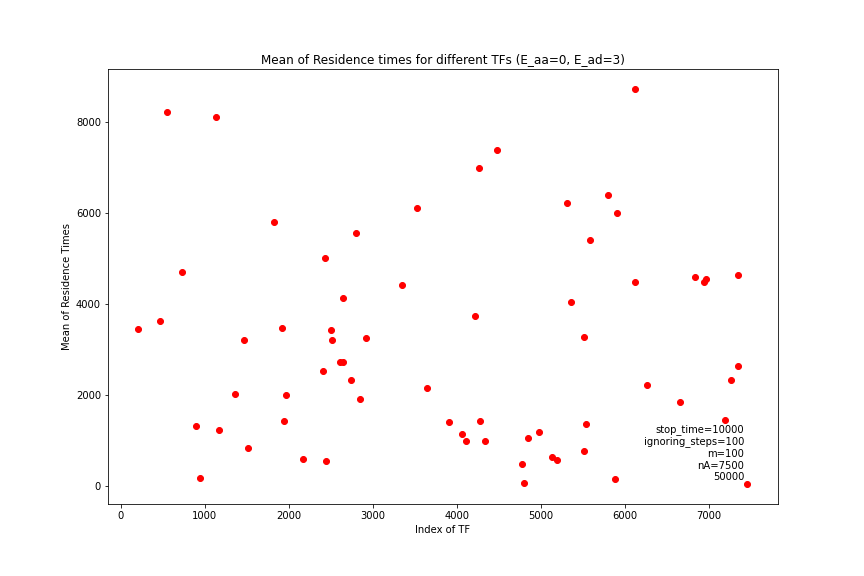 Mean of Residence times for different TFs (E_aa=0, E_ad=3)
Mean of Residence Times
8000
6000
4000
2000
0
stop_time=10000
ignoring_steps=100
m=100
nA=7500
50000
0 1000 2000 3000 4000 5000 6000 7000
Index of TF